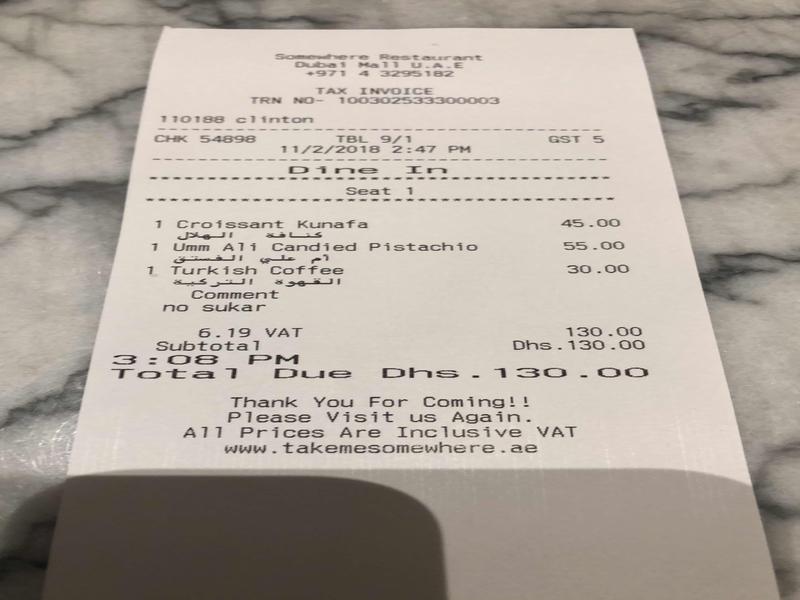 Somewhere Restaurant
Dubai Mall U.A.E
+971 4 3295182
TAX INVOICE
TRN NO- 100302533300003
110188 clinton
CHK 54898 TBL 9/1 GST 5
11/2/2018 2:47 PM
Dine In
Seat 1
1 Croissant Kunafa 45.00
كنافة الهلال
1 Umm Ali Candied Pistachio 55.00
أم علي الفستق
1 Turkish Coffee 30.00
القهوة التركية
Comment
no sukar
6.19 VAT 130.00
Subtotal Dhs.130.00
3:08 PM
Total Due Dhs.130.00
Thank You For Coming!!
Please Visit us Again.
All Prices Are Inclusive VAT
www.takemesomewhere.ae